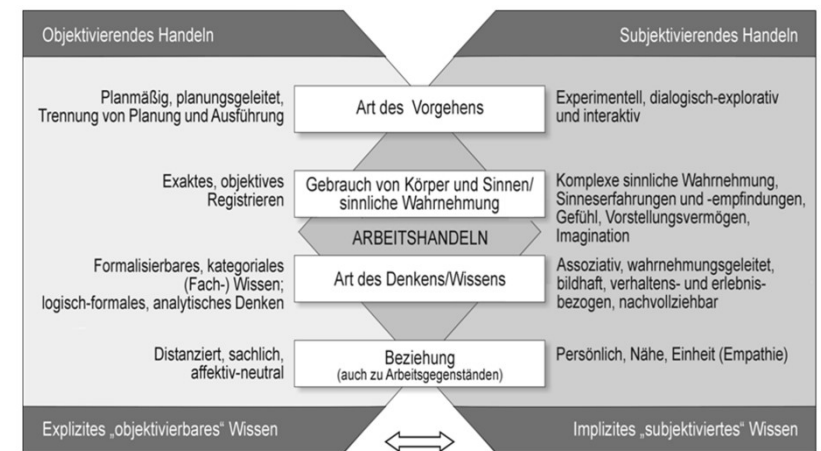 Objektivierendes Handeln
Subjektivierendes Handeln
Planmäßig, planungsgeleitet,
Trennung von Planung und Ausführung
Art des Vorgehens
Experimentell, dialogisch-explorativ
und interaktiv
Exaktes, objektives
Registrieren
Gebrauch von Körper und Sinnen/
sinnliche Wahrnehmung
Komplexe sinnliche Wahrnehmung,
Sinneserfahrungen und -empfindungen,
Gefühl, Vorstellungsvermögen,
Imagination
ARBEITSHANDELN
Formalisierbares, kategoriales
(Fach-) Wissen;
logisch-formales, analytisches Denken
Art des Denkens/Wissens
Assoziativ, wahrnehmungsgeleitet,
bildhaft, verhaltens- und erlebnis-
bezogen, nachvollziehbar
Distanziert, sachlich,
affektiv-neutral
Beziehung
(auch zu Arbeitsgegenständen)
Persönlich, Nähe, Einheit (Empathie)
Explizites „objektivierbares“ Wissen
Implizites „subjektiviertes“ Wissen